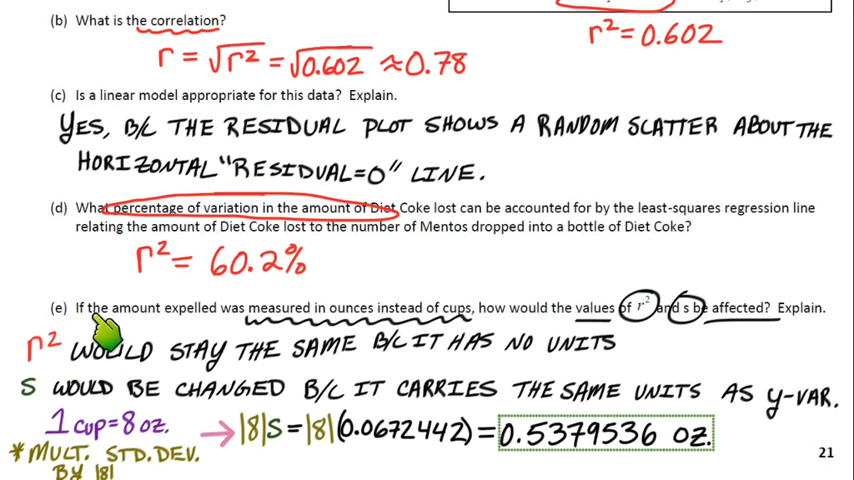 (b) What is the correlation?
r² = 0.602
r = √r² = √0.602 ≈ 0.78
(c) Is a linear model appropriate for this data? Explain.
YES, B/C THE RESIDUAL PLOT SHOWS A RANDOM SCATTER ABOUT THE
HORIZONTAL "RESIDUAL=0" LINE.
(d) What percentage of variation in the amount of Diet Coke lost can be accounted for by the least-squares regression line
relating the amount of Diet Coke lost to the number of Mentos dropped into a bottle of Diet Coke?
r² = 60.2%
(e) If the amount expelled was measured in ounces instead of cups, how would the values of r² and s be affected? Explain.
r² WOULD STAY THE SAME B/C IT HAS NO UNITS
S WOULD BE CHANGED B/C IT CARRIES THE SAME UNITS AS y-VAR.
1 cup = 8 oz. → |8|S = |8|(0.0672442) = 0.5379536 oz.
*MULT. STD. DEV.
BY |8|
21